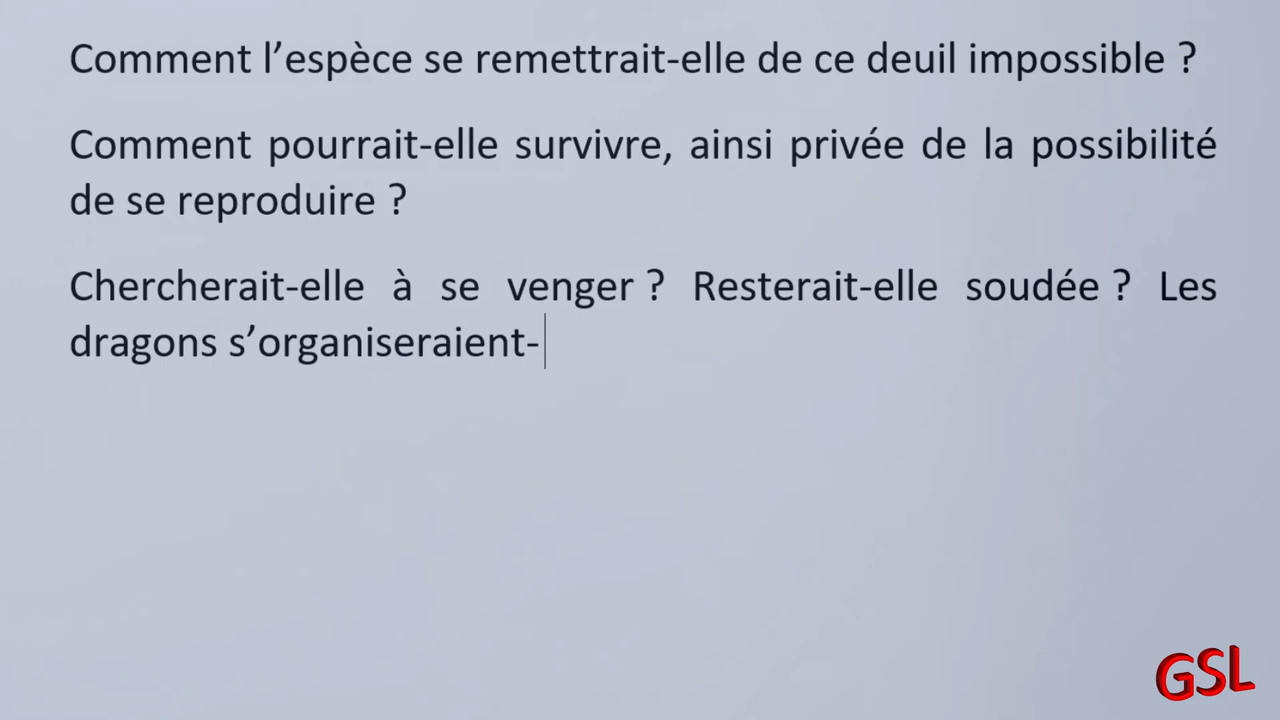 Comment l’espèce se remettrait-elle de ce deuil impossible ?
Comment pourrait-elle survivre, ainsi privée de la possibilité
de se reproduire ?
Chercherait-elle à se venger ? Resterait-elle soudée ? Les
dragons s’organiseraient-
GSL